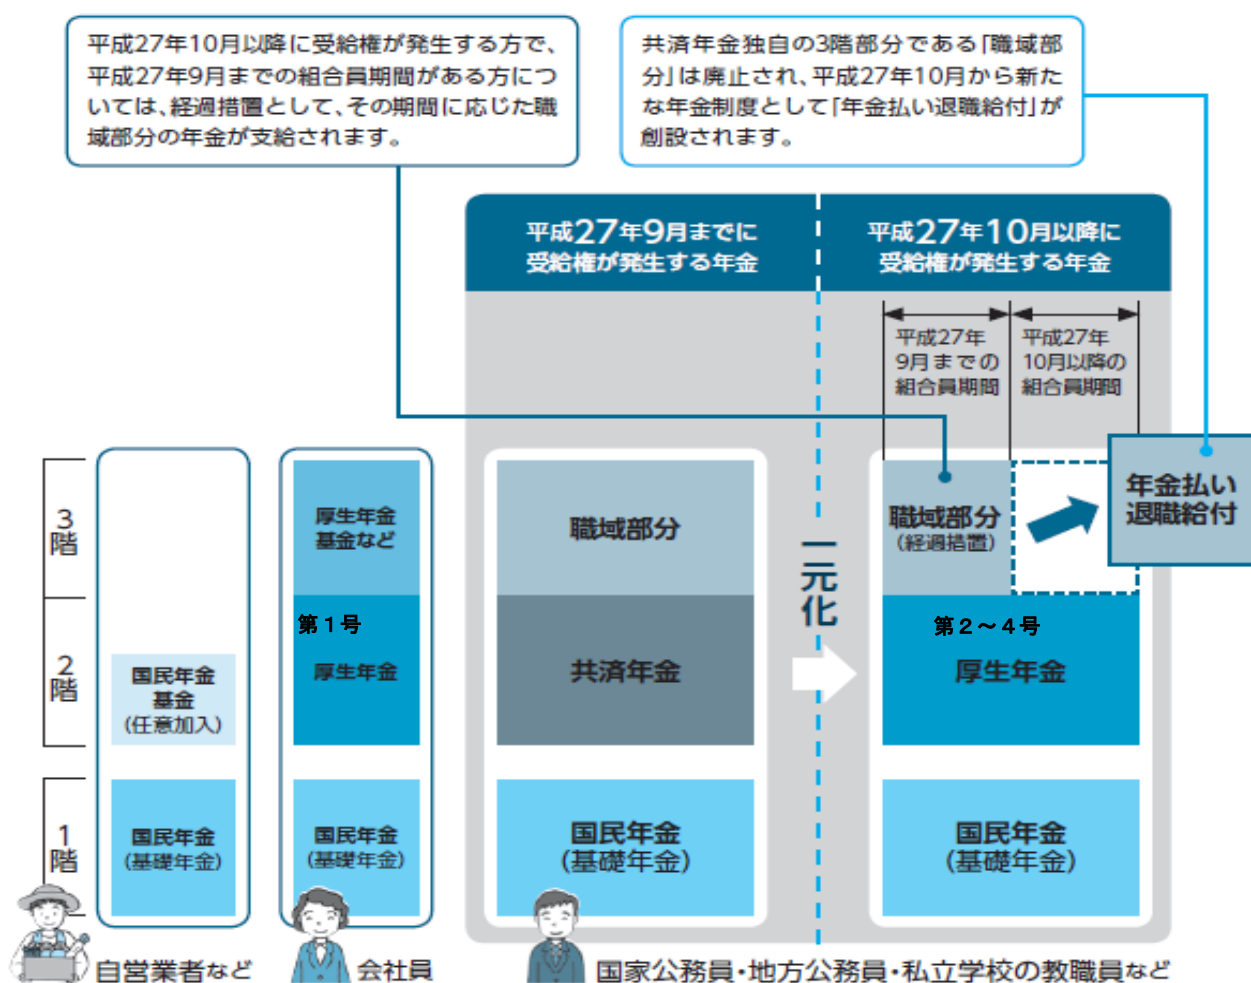 平成27年10月以降に受給権が発生する方で、
平成27年9月までの組合員期間がある方につ
いては、経過措置として、その期間に応じた職
域部分の年金が支給されます。
共済年金独自の3階部分である「職域部
分」は廃止され、平成27年10月から新た
な年金制度として「年金払い退職給付」が
創設されます。
平成27年9月までに
受給権が発生する年金
平成27年10月以降に
受給権が発生する年金
平成27年
9月までの
組合員期間
平成27年
10月以降の
組合員期間
3
階
厚生年金
基金など
職域部分
職域部分
(経過措置)
年金払い
退職給付
一元化
2
階
国民年金
基金
(任意加入)
第1号
厚生年金
共済年金
第2～4号
厚生年金
1
階
国民年金
(基礎年金)
国民年金
(基礎年金)
国民年金
(基礎年金)
国民年金
(基礎年金)
自営業者など
会社員
国家公務員・地方公務員・私立学校の教職員など